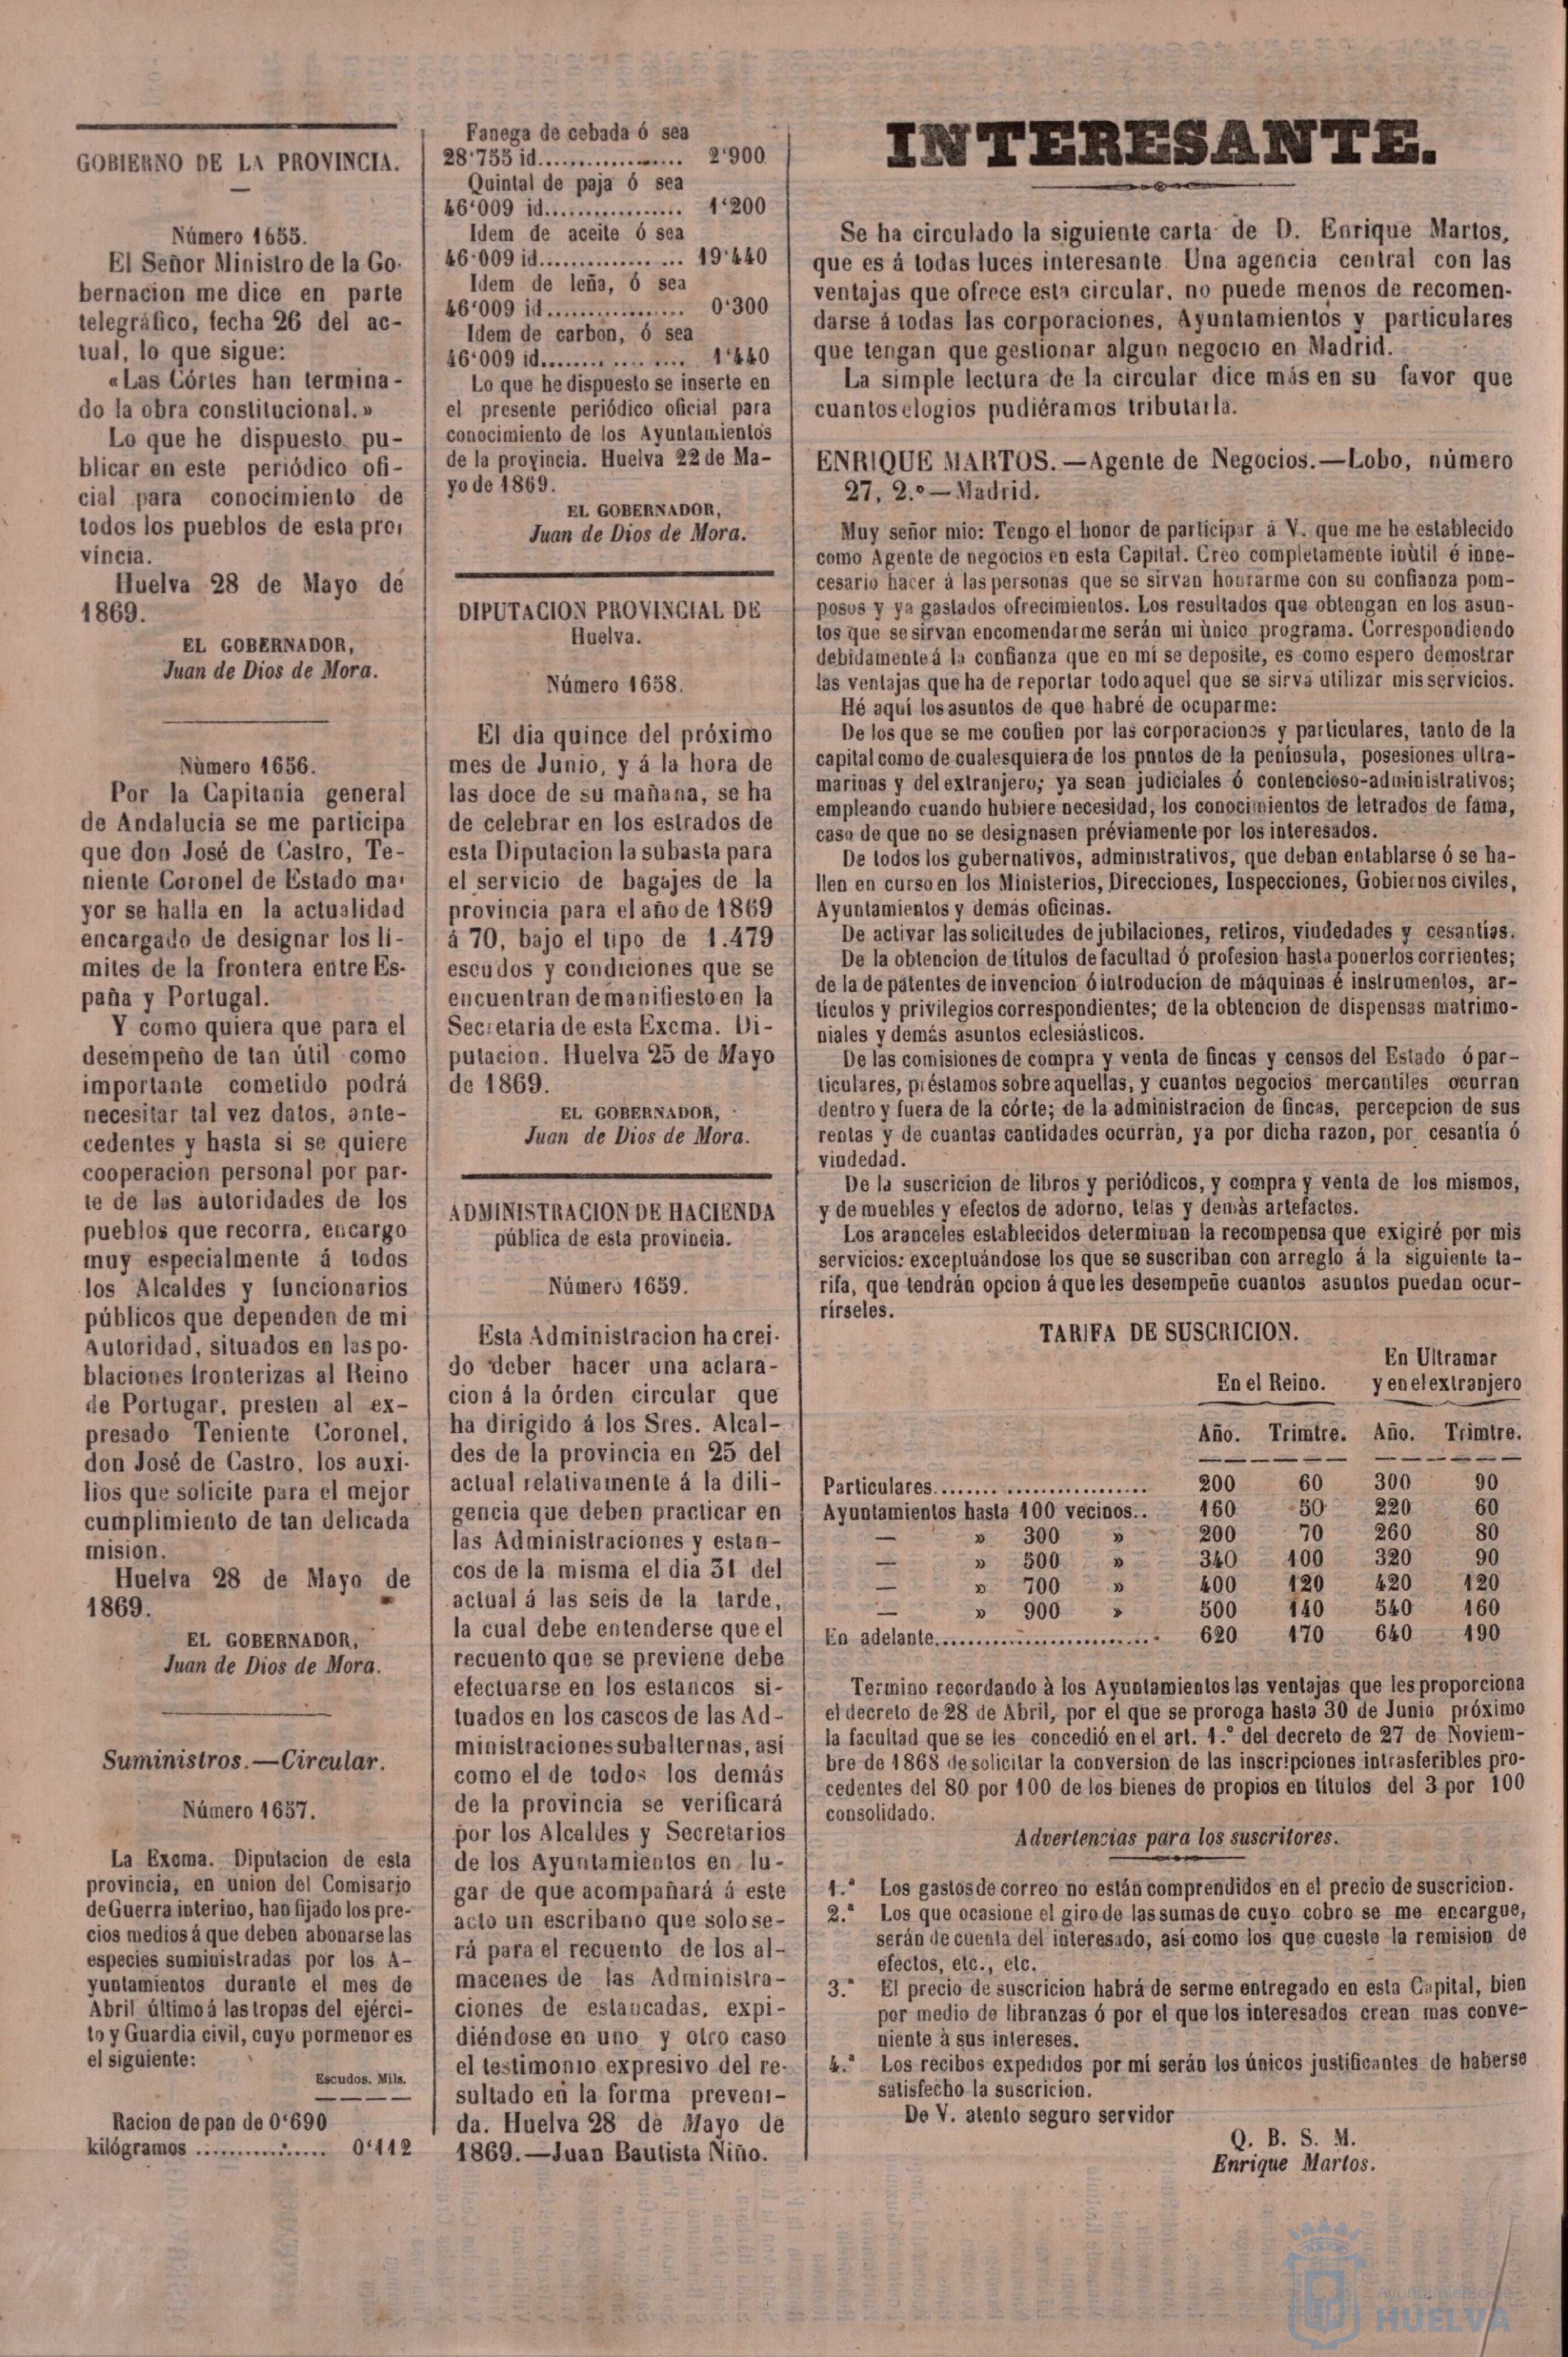 GOBIERNO DE LA PROVINCIA.
Número 1655.
El Señor Ministro de la Go-
bernacion me dice en parte
telegráfico, fecha 26 del ac-
tual, lo que sigue:
«Las Córtes han termina-
do la obra constitucional.»
Lo que he dispuesto pu-
blicar en este periódico ofi-
cial para conocimiento de
todos los pueblos de esta pro
vincia.
Huelva 28 de Mayo de
1869.
EL GOBERNADOR,
Juan de Dios de Mora.
Nùmero 1656.
Por la Capitania general
de Andalucía se me participa
que don José de Castro, Te-
niente Coronel de Estado ma-
yor se halla en la actualidad
encargado de designar los li-
mites de la frontera entre Es-
paña y Portugal.
Y como quiera que para el
desempeño de tan útil como
importante cometido podrá
necesitar tal vez datos, ante-
cedentes y hasta si se quiere
cooperacion personal por par-
te de las autoridades de los
pueblos que recorra, encargo
muy especialmente á todos
los Alcaldes y funcionarios
públicos que dependen de mi
Autoridad, situados en las po-
blaciones fronterizas al Reino
de Portugar, presten al ex-
presado Teniente Coronel,
don José de Castro, los auxi-
lios que solicite para el mejor
cumplimiento de tan delicada
mision.
Huelva 28 de Mayo de
1869.
EL GOBERNADOR,
Juan de Dios de Mora.
Suministros.—Circular.
Número 1657.
La Excma. Diputacion de esta
provincia, en union del Comisario
de Guerra interino, han fijado los pre-
cios medios á que deben abonarse las
especies suministradas por los A-
yuntamientos durante el mes de
Abril último á las tropas del ejérci-
to y Guardia civil, cuyo pormenor es
el siguiente:
Escudos. Mils.
Racion de pan de 0'690
kilógramos ................ 0'112
Fanega de cebada ó sea
28'755 id................. 2'900
Quintal de paja ó sea
46'009 id................. 1'200
Idem de aceite ó sea
46'009 id................. 19'440
Idem de leña, ó sea
46'009 id................. 0'300
Idem de carbon, ó sea
46'009 id................. 1'440
Lo que he dispuesto se inserte en
el presente periódico oficial para
conocimiento de los Ayuntamientos
de la provincia. Huelva 22 de Ma-
yo de 1869.
EL GOBERNADOR,
Juan de Dios de Mora.
DIPUTACION PROVINCIAL DE
Huelva.
Número 1658.
El dia quince del próximo
mes de Junio, y á la hora de
las doce de su mañana, se ha
de celebrar en los estrados de
esta Diputacion la subasta para
el servicio de bagajes de la
provincia para el año de 1869
á 70, bajo el tipo de 1.479
escudos y condiciones que se
encuentran de manifiesto en la
Secretaria de esta Excma. Di-
putacion. Huelva 25 de Mayo
de 1869.
EL GOBERNADOR,
Juan de Dios de Mora.
ADMINISTRACION DE HACIENDA
pública de esta provincia.
Número 1659.
Esta Administracion ha crei-
do deber hacer una aclara-
cion á la órden circular que
ha dirigido á los Sres. Alcal-
des de la provincia en 25 del
actual relativamente á la dili-
gencia que deben practicar en
las Administraciones y estan-
cos de la misma el dia 31 del
actual á las seis de la tarde,
la cual debe entenderse que el
recuento que se previene debe
efectuarse en los estancos si-
tuados en los cascos de las Ad-
ministraciones subalternas, así
como el de todos los demás
de la provincia se verificará
por los Alcaldes y Secretarios
de los Ayuntamientos en lu-
gar de que acompañará á este
acto un escribano que solo se-
rá para el recuento de los al-
macenes de las Administra-
ciones de estancadas, expi-
diéndose en uno y otro caso
el testimonio expresivo del re-
sultado en la forma preveni-
da. Huelva 28 de Mayo de
1869.—Juan Bautista Niño.
INTERESANTE.
Se ha circulado la siguiente carta de D. Enrique Martos,
que es á todas luces interesante Una agencia central con las
ventajas que ofrece esta circular, no puede menos de recomen-
darse á todas las corporaciones, Ayuntamientos y particulares
que tengan que gestionar algun negocio en Madrid.
La simple lectura de la circular dice más en su favor que
cuantos elogios pudiéramos tributarla.
ENRIQUE MARTOS.—Agente de Negocios.—Lobo, número
27, 2.º—Madrid.
Muy señor mio: Tengo el honor de participar á V. que me he establecido
como Agente de negocios en esta Capital. Creo completamente inùtil é inne-
cesario hacer á las personas que se sirvan honrarme con su confianza pom-
posos y ya gastados ofrecimientos. Los resultados que obtengan en los asun-
tos que se sirvan encomendarme serán mi ùnico programa. Correspondiendo
debidamente á la confianza que en mí se deposite, es como espero demostrar
las ventajas que ha de reportar todo aquel que se sirva utilizar mis servicios.
Hé aquí los asuntos de que habré de ocuparme:
De los que se me confien por las corporaciones y particulares, tanto de la
capital como de cualesquiera de los puntos de la península, posesiones ultra-
marinas y del extranjero; ya sean judiciales ó contencioso-administrativos;
empleando cuando hubiere necesidad, los conocimientos de letrados de fama,
caso de que no se designasen préviamente por los interesados.
De todos los gubernativos, administrativos, que deban entablarse ó se ha-
llen en curso en los Ministerios, Direcciones, Inspecciones, Gobiernos civiles,
Ayuntamientos y demás oficinas.
De activar las solicitudes de jubilaciones, retiros, viudedades y cesantías.
De la obtencion de títulos de facultad ó profesion hasta ponerlos corrientes;
de la de patentes de invencion ó introducion de máquinas é instrumentos, ar-
tículos y privilegios correspondientes; de la obtencion de dispensas matrimo-
niales y demás asuntos eclesiásticos.
De las comisiones de compra y venta de fincas y censos del Estado ó par-
ticulares, préstamos sobre aquellas, y cuantos negocios mercantiles ocurran
dentro y fuera de la córte; de la administracion de fincas, percepcion de sus
rentas y de cuantas cantidades ocurran, ya por dicha razon, por cesantía ó
viudedad.
De la suscricion de libros y periódicos, y compra y venta de los mismos,
y de muebles y efectos de adorno, telas y demàs artefactos.
Los aranceles establecidos determinan la recompensa que exigiré por mis
servicios: exceptuándose los que se suscriban con arreglo á la siguiente ta-
rifa, que tendrán opcion á que les desempeñe cuantos asuntos puedan ocur-
rírseles.
TARIFA DE SUSCRICION.
En el Reino. En Ultramar y en el extranjero
Año. Trimtre. Año. Trimtre.
Particulares........................ 200 60 300 90
Ayuntamientos hasta 100 vecinos.. 160 50 220 60
— » 300 » 200 70 260 80
— » 500 » 340 100 320 90
— » 700 » 400 120 420 120
— » 900 » 500 140 540 160
En adelante......................... 620 170 640 190
Termino recordando à los Ayuntamientos las ventajas que les proporciona
el decreto de 28 de Abril, por el que se proroga hasta 30 de Junio próximo
la facultad que se les concedió en el art. 1.º del decreto de 27 de Noviem-
bre de 1868 de solicitar la conversion de las inscripciones intrasferibles pro-
cedentes del 80 por 100 de los bienes de propios en títulos del 3 por 100
consolidado.
Advertencias para los suscritores.
1.ª Los gastos de correo no están comprendidos en el precio de suscricion.
2.ª Los que ocasione el giro de las sumas de cuyo cobro se me encargue,
serán de cuenta del interesado, así como los que cueste la remision de
efectos, etc., etc.
3.ª El precio de suscricion habrá de serme entregado en esta Capital, bien
por medio de libranzas ó por el que los interesados crean mas conve-
niente à sus intereses.
4.ª Los recibos expedidos por mí serán los únicos justificantes de haberse
satisfecho la suscricion.
De V. atento seguro servidor
Q. B. S. M.
Enrique Martos.
Ayuntamiento
HUELVA